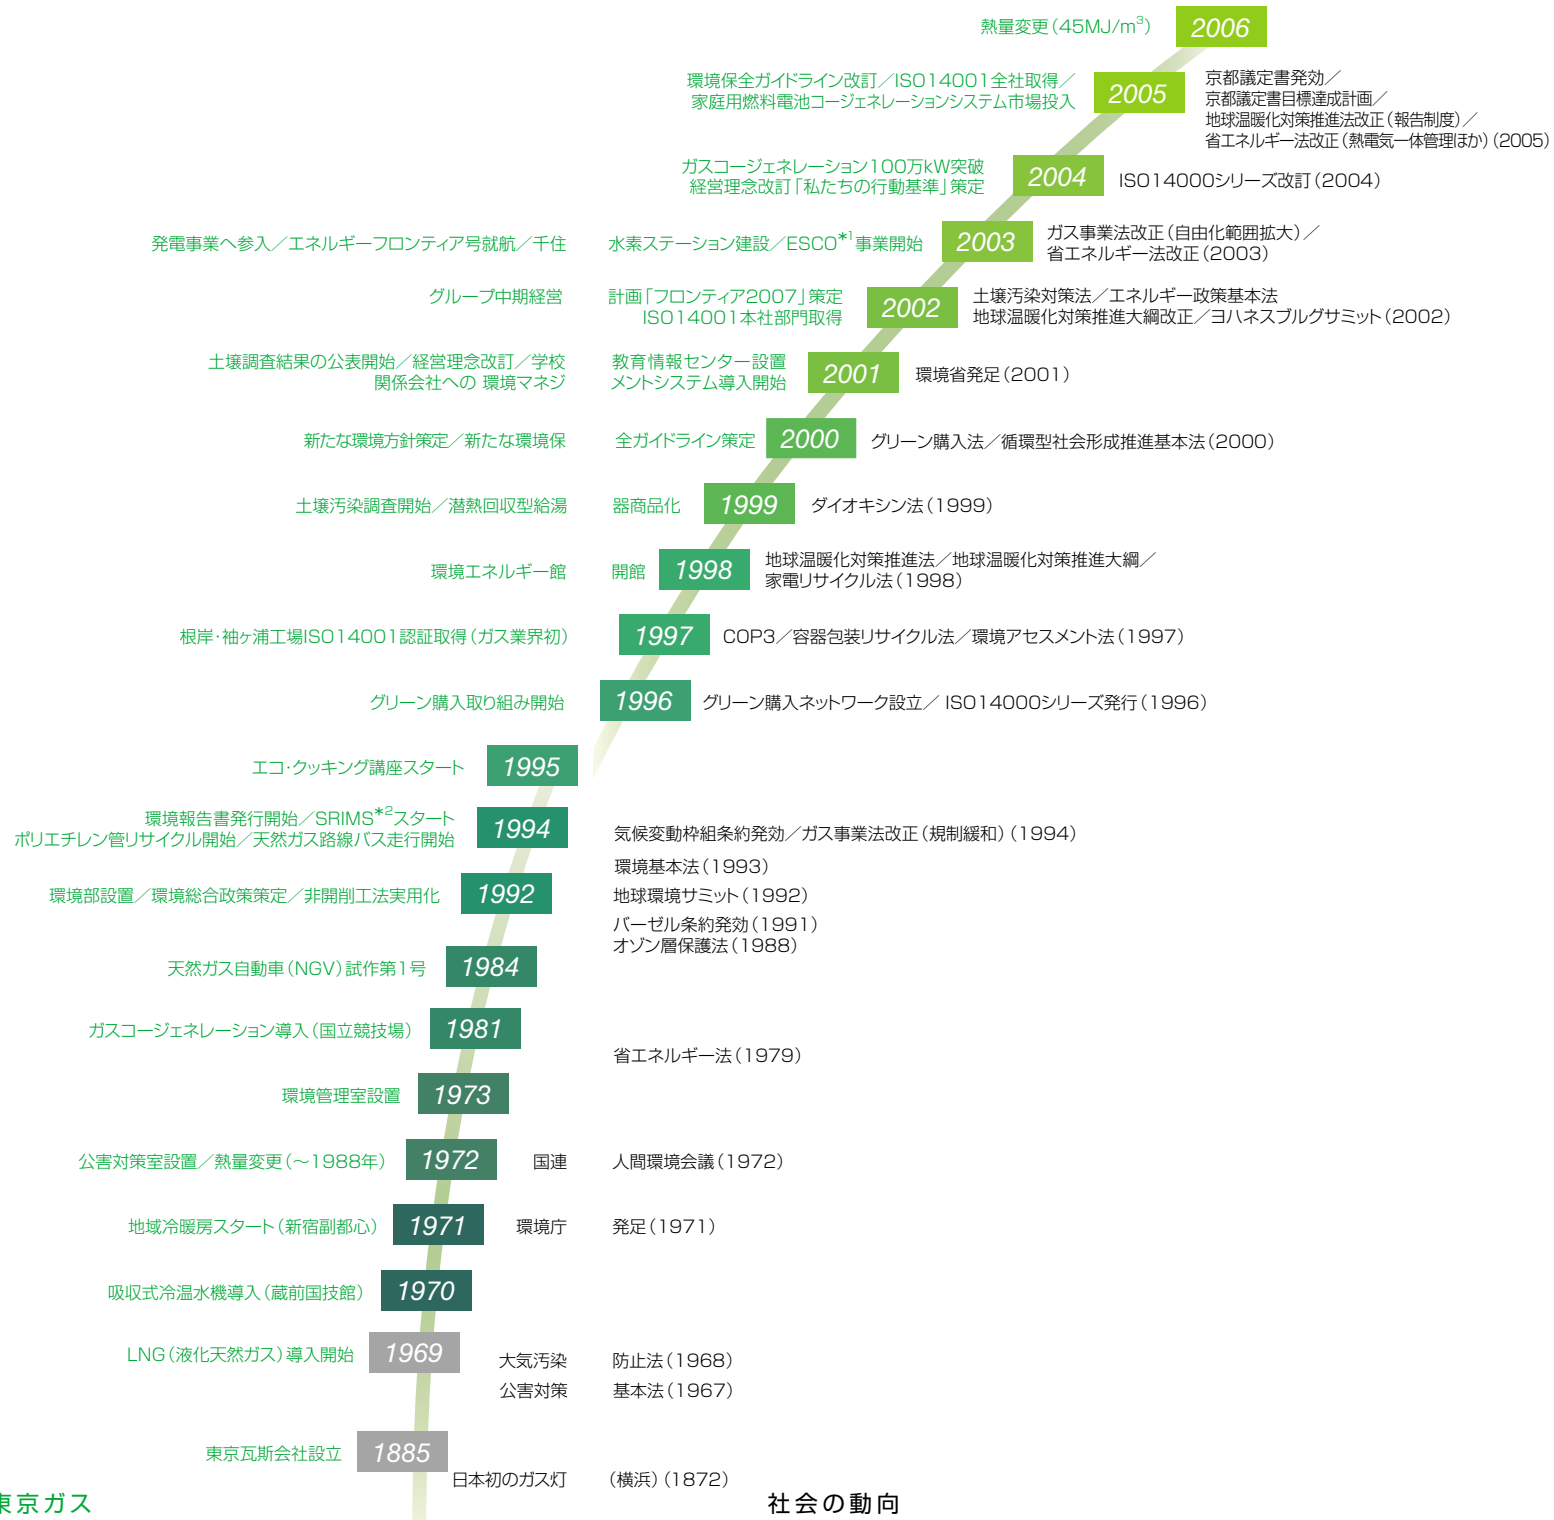 熱量変更（45MJ/m³） 2006
環境保全ガイドライン改訂／ISO14001全社取得／
家庭用燃料電池コージェネレーションシステム市場投入
2005
京都議定書発効／
京都議定書目標達成計画／
地球温暖化対策推進法改正（報告制度）／
省エネルギー法改正（熱電気一体管理ほか）（2005）
ガスコージェネレーション100万kW突破
経営理念改訂「私たちの行動基準」策定
2004
ISO14000シリーズ改訂（2004）
発電事業へ参入／エネルギーフロンティア号就航／千住 水素ステーション建設／ESCO*1事業開始
2003
ガス事業法改正（自由化範囲拡大）／
省エネルギー法改正（2003）
グループ中期経営 計画「フロンティア2007」策定
ISO14001本社部門取得
2002
土壌汚染対策法／エネルギー政策基本法
地球温暖化対策推進大綱改正／ヨハネスブルグサミット（2002）
土壌調査結果の公表開始／経営理念改訂／学校 教育情報センター設置
関係会社への 環境マネジ メントシステム導入開始
2001
環境省発足（2001）
新たな環境方針策定／新たな環境保 全ガイドライン策定 2000 グリーン購入法／循環型社会形成推進基本法（2000）
土壌汚染調査開始／潜熱回収型給湯 器商品化 1999 ダイオキシン法（1999）
環境エネルギー館 開館 1998
地球温暖化対策推進法／地球温暖化対策推進大綱／
家電リサイクル法（1998）
根岸・袖ヶ浦工場ISO14001認証取得（ガス業界初） 1997 COP3／容器包装リサイクル法／環境アセスメント法（1997）
グリーン購入取り組み開始 1996 グリーン購入ネットワーク設立／ ISO14000シリーズ発行（1996）
エコ・クッキング講座スタート 1995
環境報告書発行開始／SRIMS*2スタート
ポリエチレン管リサイクル開始／天然ガス路線バス走行開始
1994
気候変動枠組条約発効／ガス事業法改正（規制緩和）（1994）
環境基本法（1993）
環境部設置／環境総合政策策定／非開削工法実用化 1992 地球環境サミット（1992）
バーゼル条約発効（1991）
オゾン層保護法（1988）
天然ガス自動車（NGV）試作第1号 1984
ガスコージェネレーション導入（国立競技場） 1981
省エネルギー法（1979）
環境管理室設置 1973
公害対策室設置／熱量変更（～1988年） 1972 国連 人間環境会議（1972）
地域冷暖房スタート（新宿副都心） 1971 環境庁 発足（1971）
吸収式冷温水機導入（蔵前国技館） 1970
LNG（液化天然ガス）導入開始 1969 大気汚染 防止法（1968）
公害対策 基本法（1967）
東京瓦斯会社設立 1885
日本初のガス灯 （横浜）（1872）
東京ガス 社会の動向